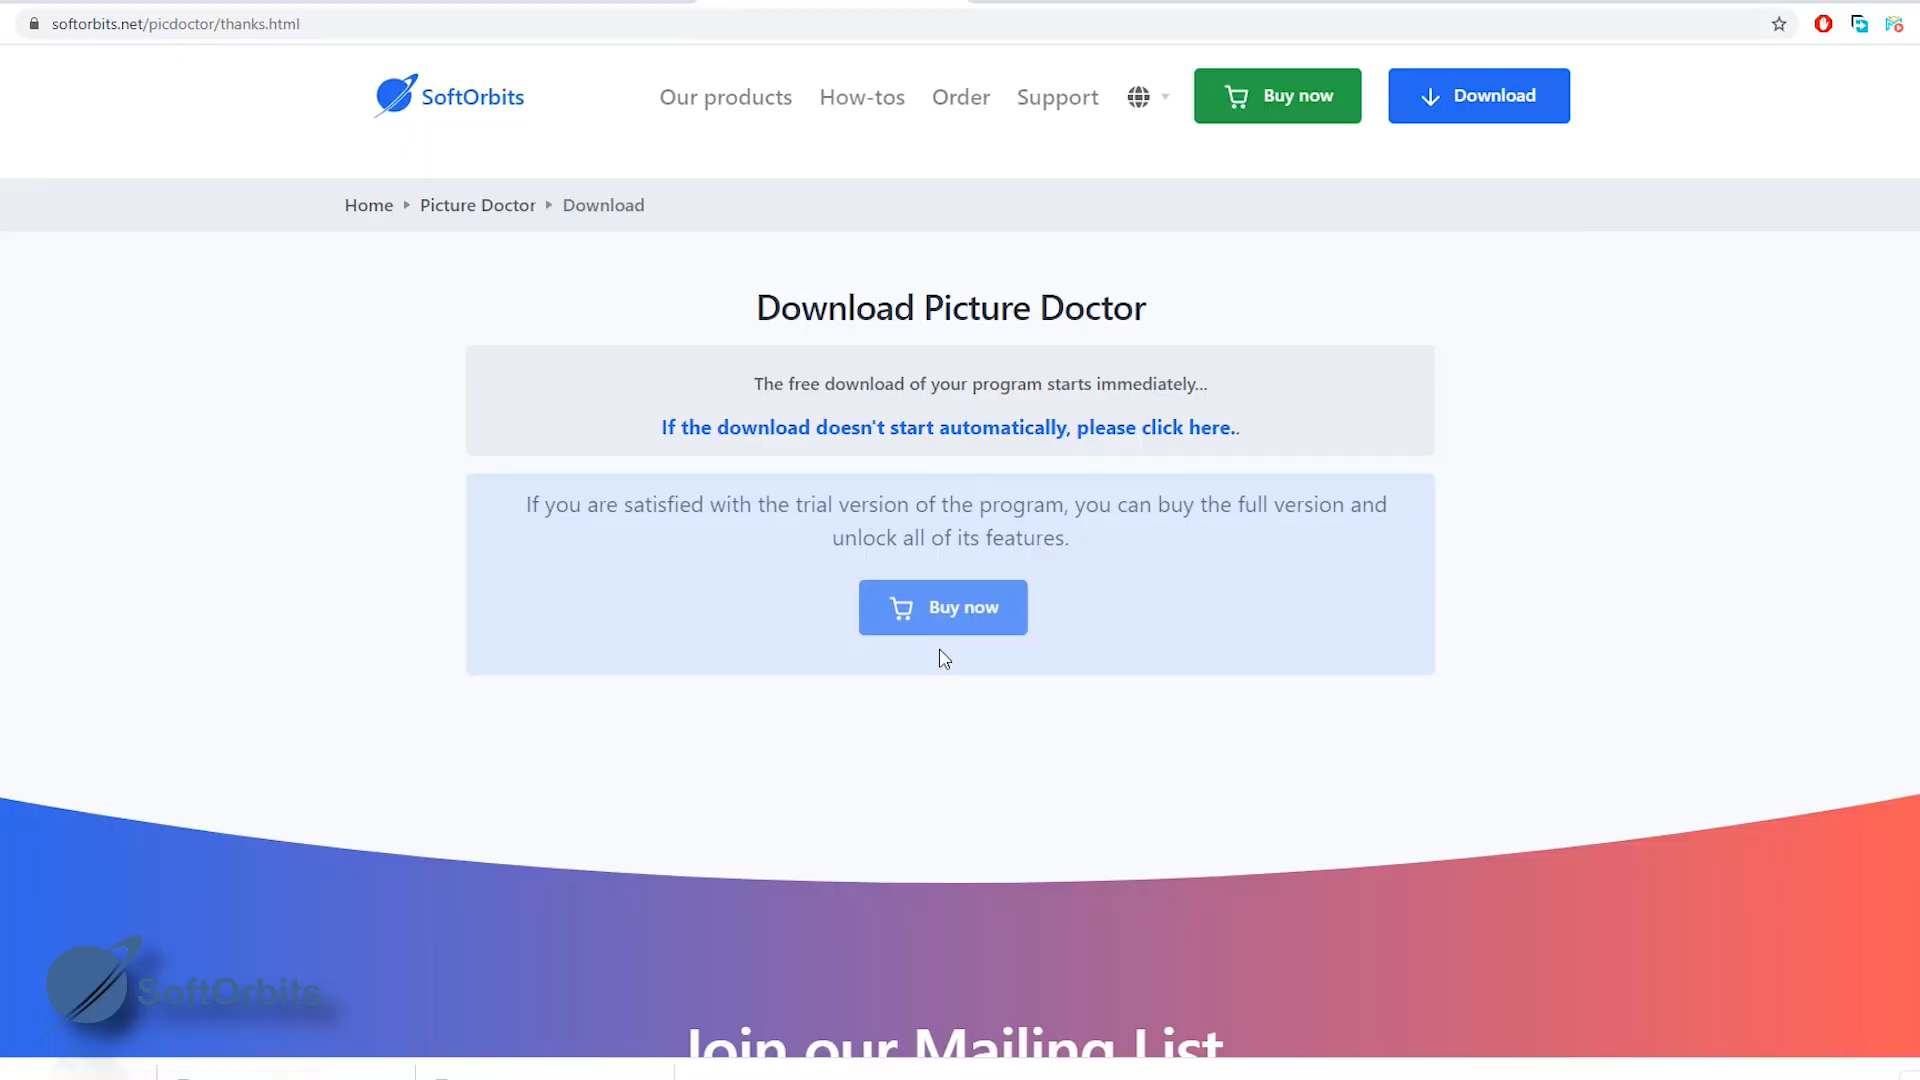 softorbits.net/picdoctor/thanks.html
SoftOrbits
Our products
How-tos
Order
Support
Buy now
Download
Home
Picture Doctor
Download
Download Picture Doctor
The free download of your program starts immediately...
If the download doesn't start automatically, please click here..
If you are satisfied with the trial version of the program, you can buy the full version and
unlock all of its features.
Buy now
SoftOrbits
Join our Mailing List